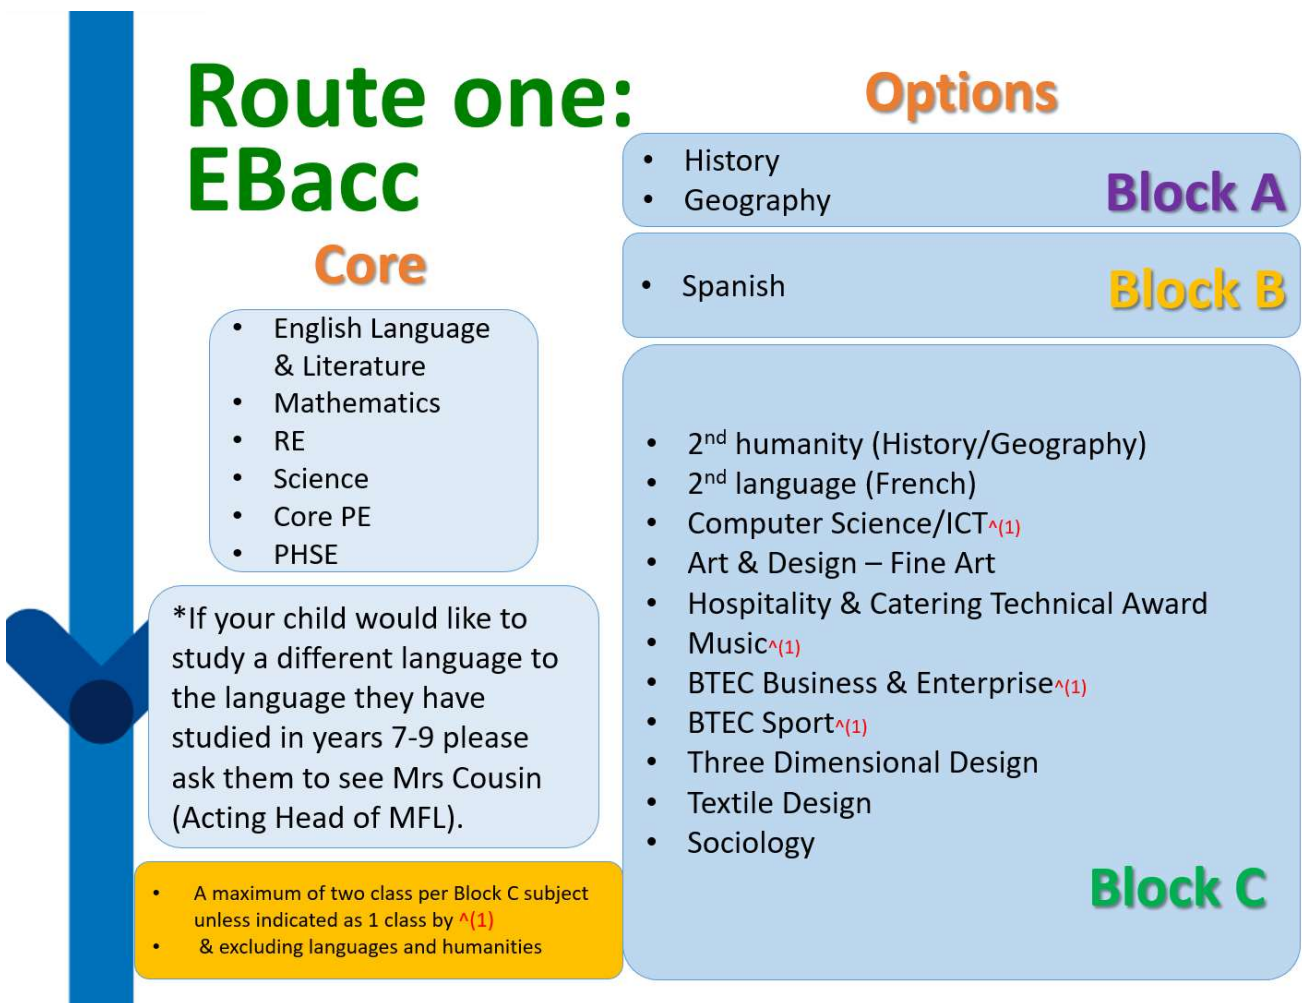 Route one:
EBacc
Core
• English Language
& Literature
• Mathematics
• RE
• Science
• Core PE
• PHSE
*If your child would like to
study a different language to
the language they have
studied in years 7-9 please
ask them to see Mrs Cousin
(Acting Head of MFL).
• A maximum of two class per Block C subject
unless indicated as 1 class by ^(1)
• & excluding languages and humanities
Options
• History
• Geography
Block A
• Spanish
Block B
• 2nd humanity (History/Geography)
• 2nd language (French)
• Computer Science/ICT^(1)
• Art & Design – Fine Art
• Hospitality & Catering Technical Award
• Music^(1)
• BTEC Business & Enterprise^(1)
• BTEC Sport^(1)
• Three Dimensional Design
• Textile Design
• Sociology
Block C